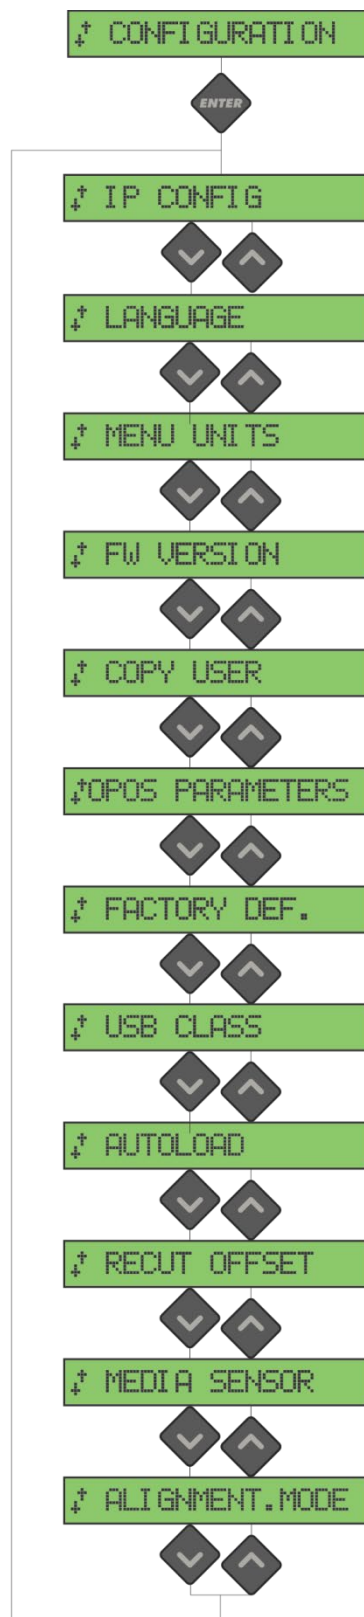 CONFIGURATION
ENTER
IP CONFIG
LANGUAGE
MENU UNITS
FW VERSION
COPY USER
OPOS PARAMETERS
FACTORY DEF.
USB CLASS
AUTOLOAD
RECUT OFFSET
MEDIA SENSOR
ALIGNMENT.MODE